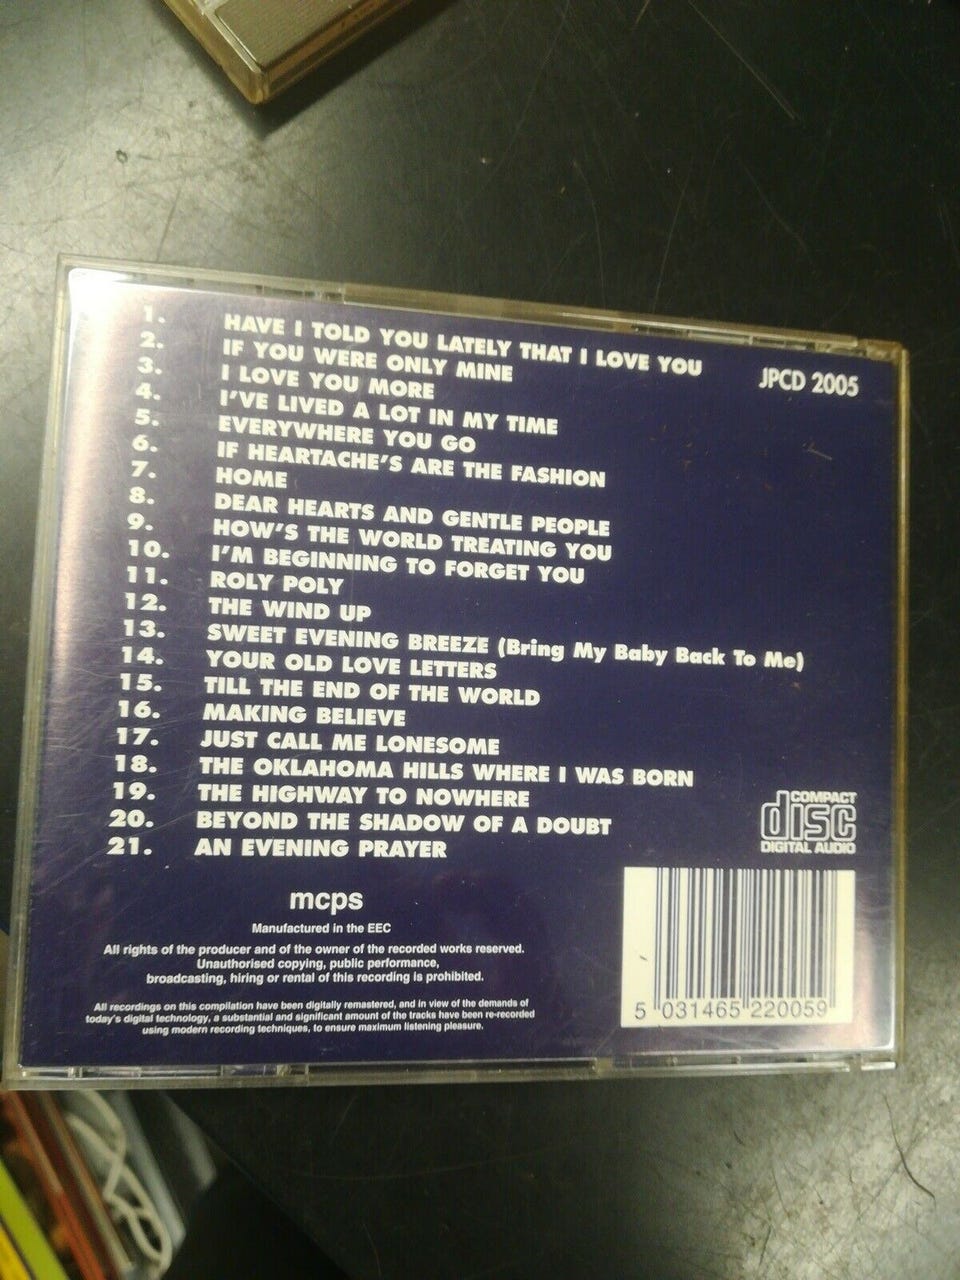 1. HAVE I TOLD YOU LATELY THAT I LOVE YOU
2. IF YOU WERE ONLY MINE
3. I LOVE YOU MORE
4. I'VE LIVED A LOT IN MY TIME
5. EVERYWHERE YOU GO
6. IF HEARTACHE'S ARE THE FASHION
7. HOME
8. DEAR HEARTS AND GENTLE PEOPLE
9. HOW'S THE WORLD TREATING YOU
10. I'M BEGINNING TO FORGET YOU
11. ROLY POLY
12. THE WIND UP
13. SWEET EVENING BREEZE (Bring My Baby Back To Me)
14. YOUR OLD LOVE LETTERS
15. TILL THE END OF THE WORLD
16. MAKING BELIEVE
17. JUST CALL ME LONESOME
18. THE OKLAHOMA HILLS WHERE I WAS BORN
19. THE HIGHWAY TO NOWHERE
20. BEYOND THE SHADOW OF A DOUBT
21. AN EVENING PRAYER
JPCD 2005
COMPACT
disc
DIGITAL AUDIO
mcps
Manufactured in the EEC
All rights of the producer and of the owner of the recorded works reserved.
Unauthorised copying, public performance,
broadcasting, hiring or rental of this recording is prohibited.
All recordings on this compilation have been digitally remastered, and in view of the demands of
today's digital technology, a substantial and significant amount of the tracks have been re-recorded
using modern recording techniques, to ensure maximum listening pleasure.
5 031465 220059